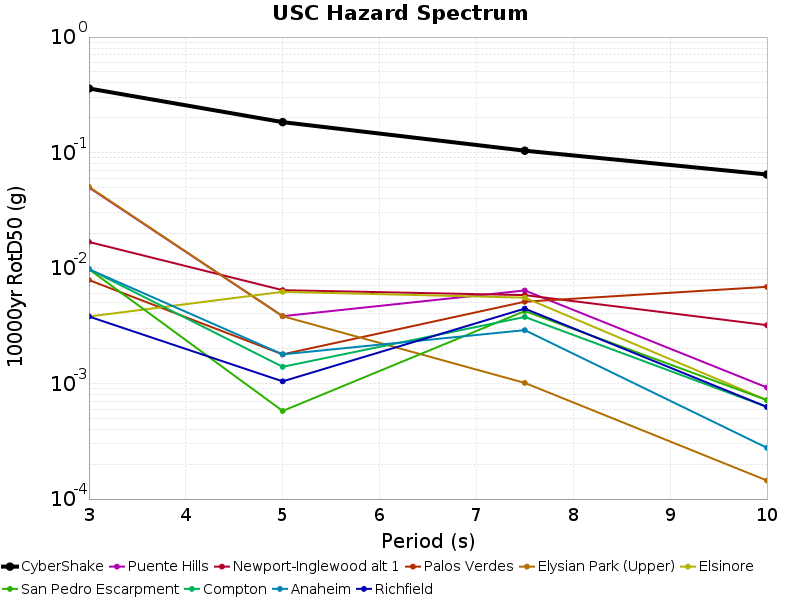 USC Hazard Spectrum
10^0
10^-1
10^-2
10^-3
10^-4
10000yr RotD50 (g)
3 4 5 6 7 8 9 10
Period (s)
CyberShake Puente Hills Newport-Inglewood alt 1 Palos Verdes Elysian Park (Upper) Elsinore
San Pedro Escarpment Compton Anaheim Richfield